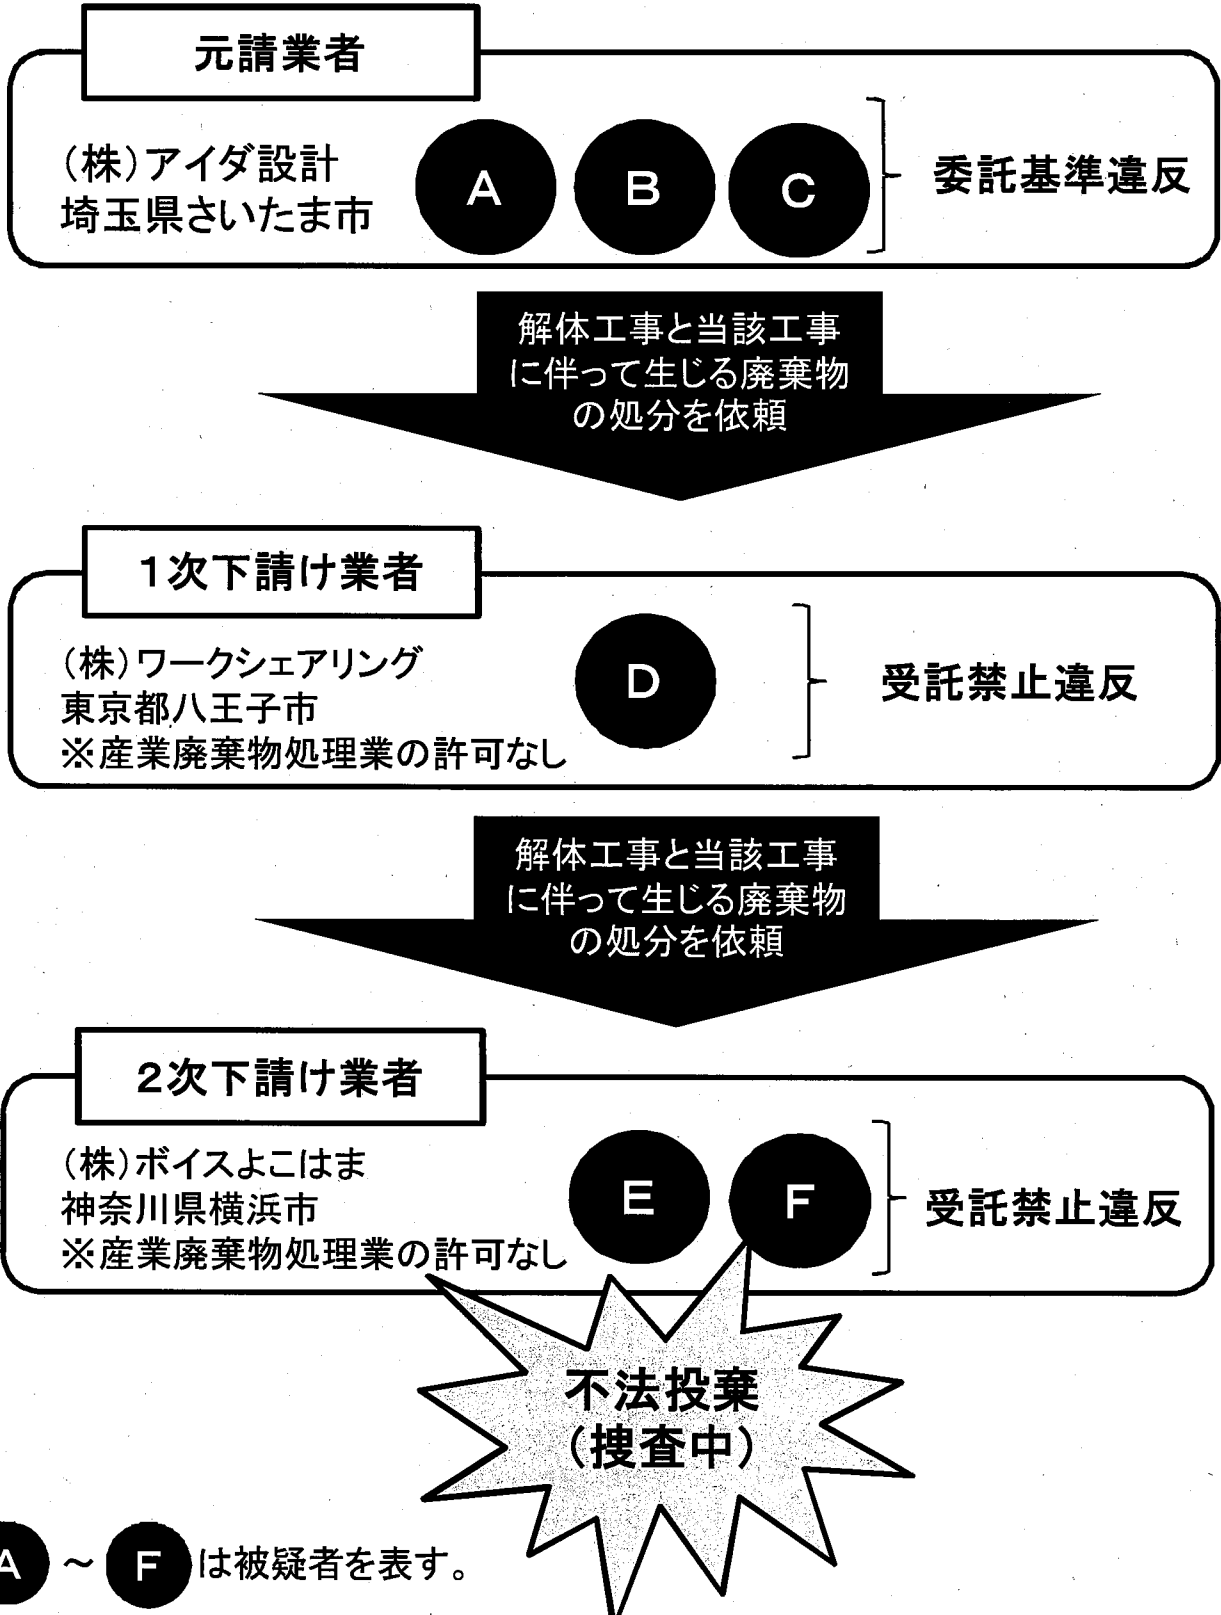 元請業者
(株)アイダ設計
埼玉県さいたま市
A B C
委託基準違反
解体工事と当該工事
に伴って生じる廃棄物
の処分を依頼
1次下請け業者
(株)ワークシェアリング
東京都八王子市
※産業廃棄物処理業の許可なし
D
受託禁止違反
解体工事と当該工事
に伴って生じる廃棄物
の処分を依頼
2次下請け業者
(株)ボイスよこはま
神奈川県横浜市
※産業廃棄物処理業の許可なし
E F
受託禁止違反
不法投棄
(捜査中)
A ～ F は被疑者を表す。